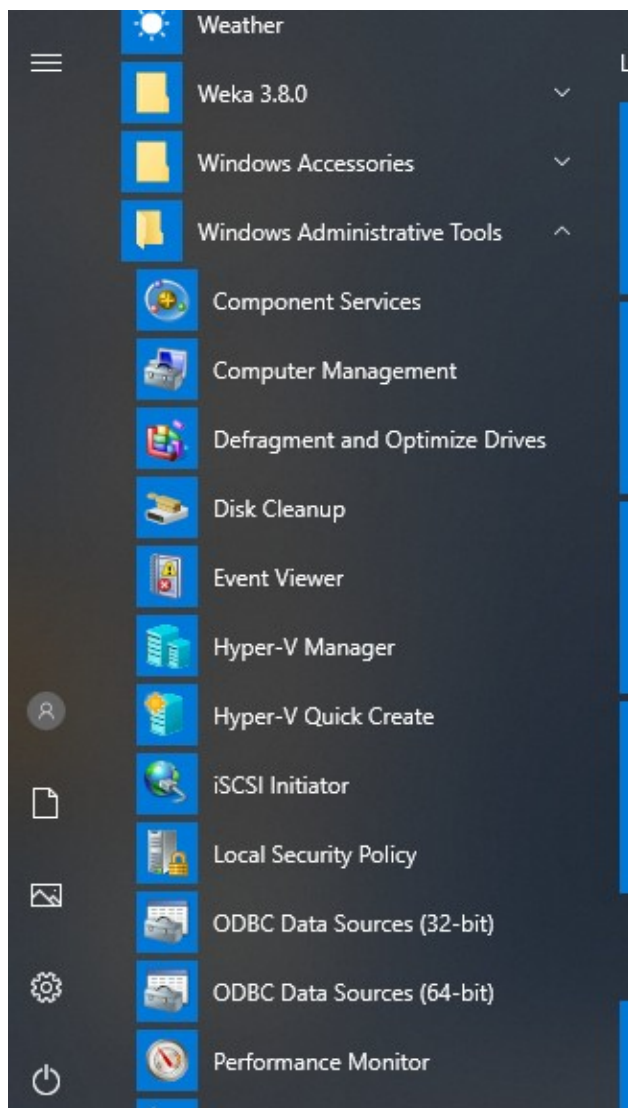 Weather
Weka 3.8.0
Windows Accessories
Windows Administrative Tools
Component Services
Computer Management
Defragment and Optimize Drives
Disk Cleanup
Event Viewer
Hyper-V Manager
Hyper-V Quick Create
iSCSI Initiator
Local Security Policy
ODBC Data Sources (32-bit)
ODBC Data Sources (64-bit)
Performance Monitor